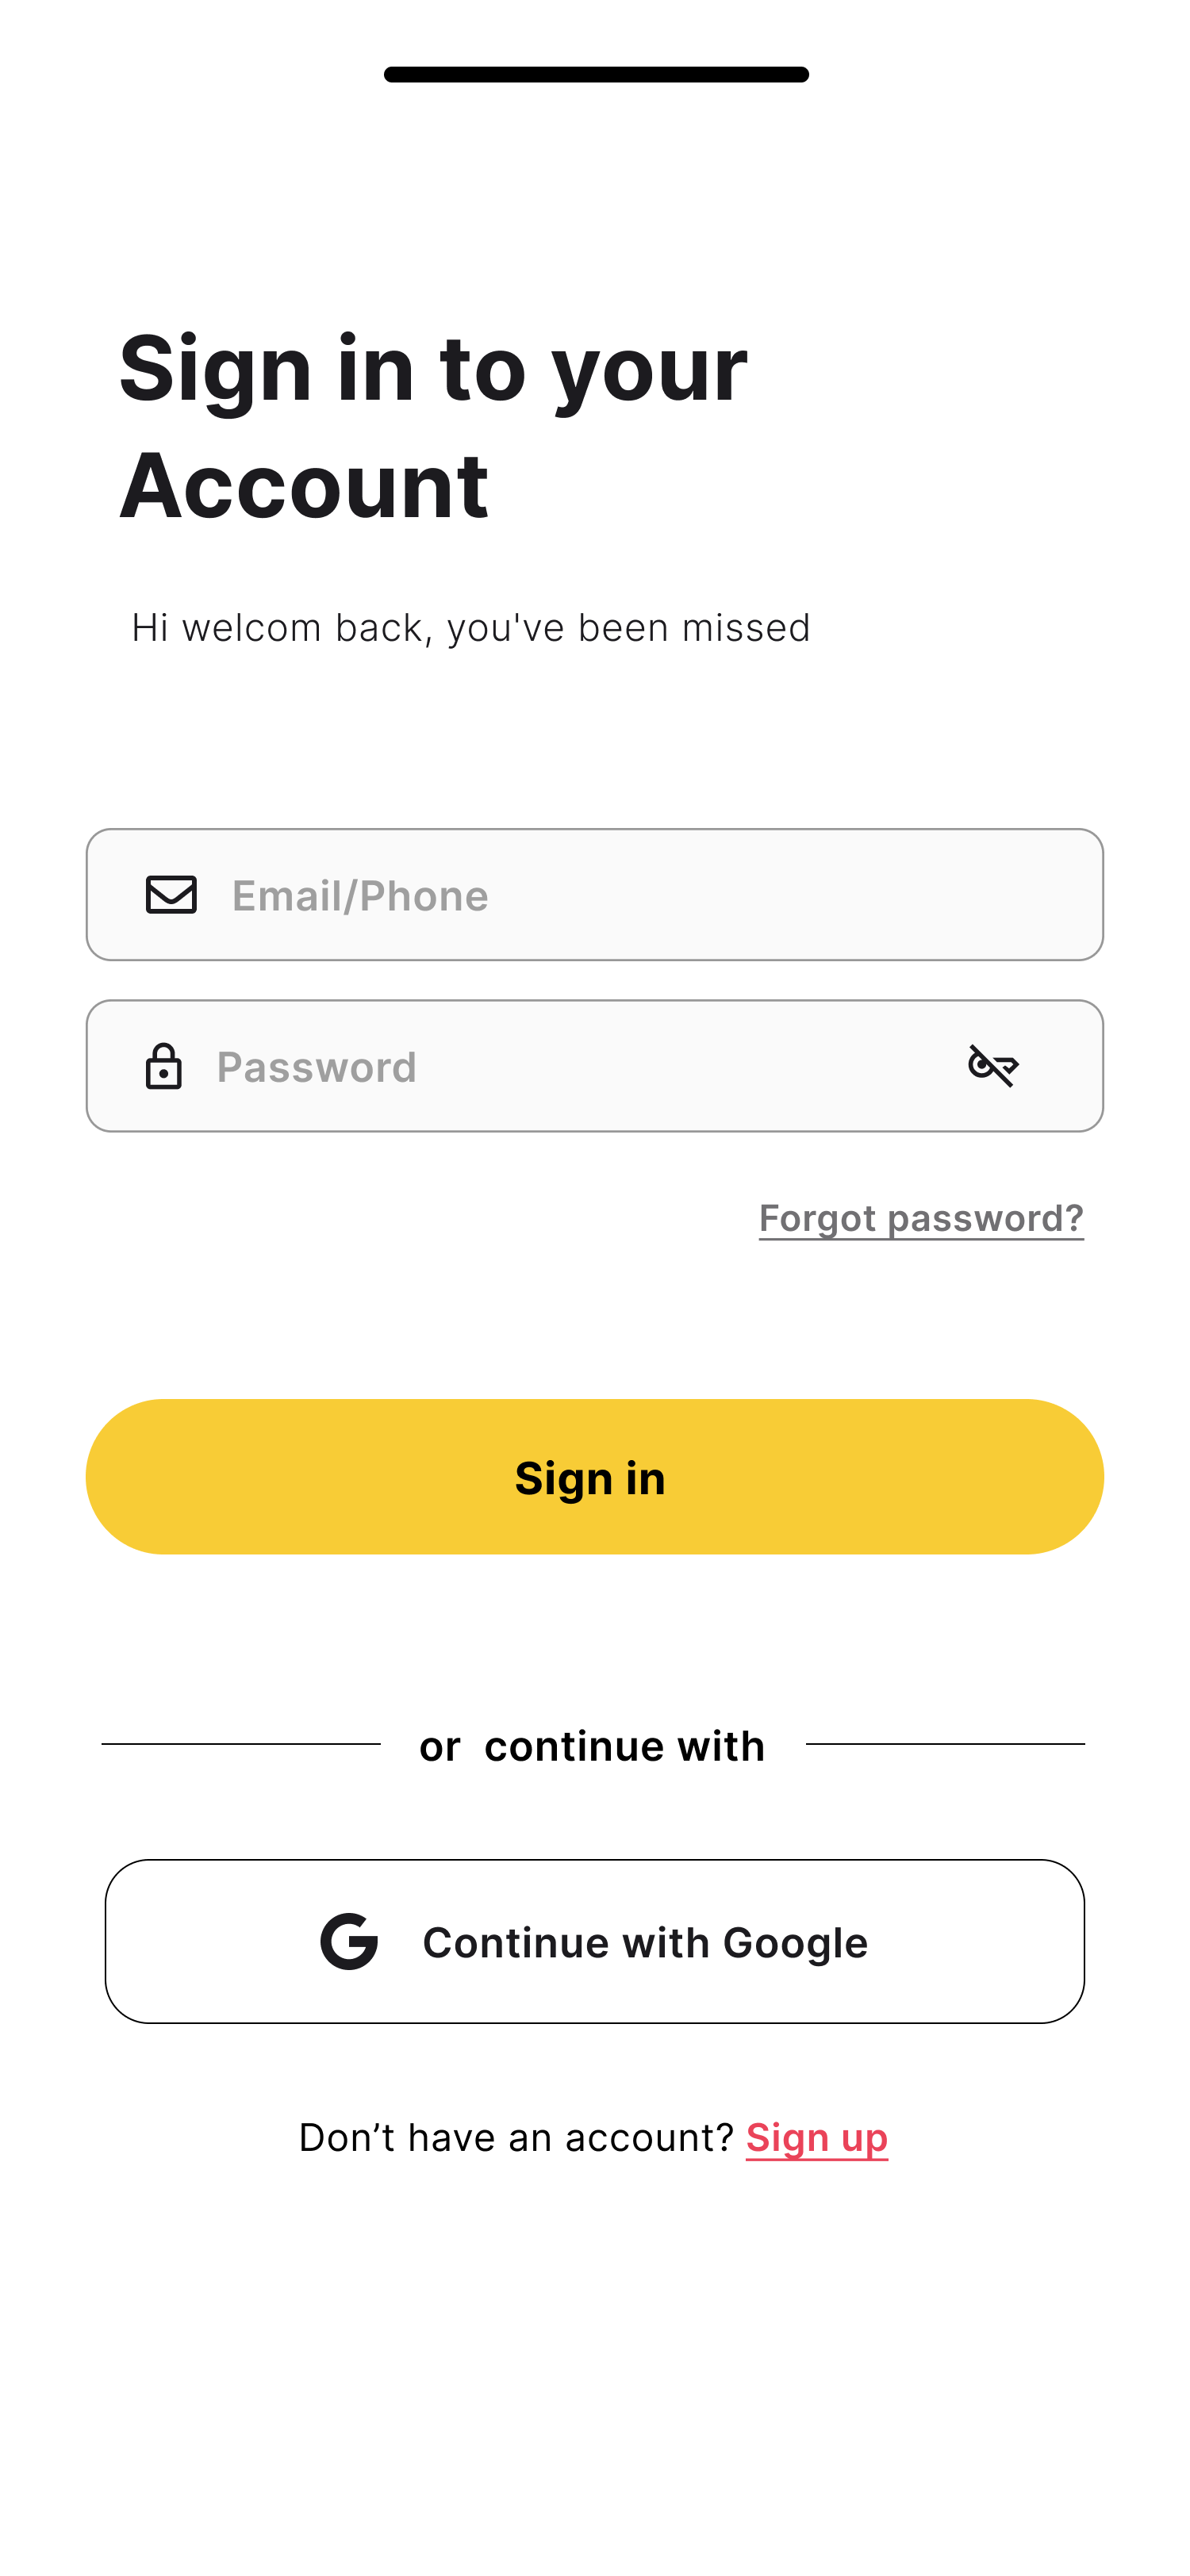 Sign in to your
Account
Hi welcom back, you've been missed
Email/Phone
Password
Forgot password?
Sign in
or  continue with
Continue with Google
Don’t have an account? Sign up